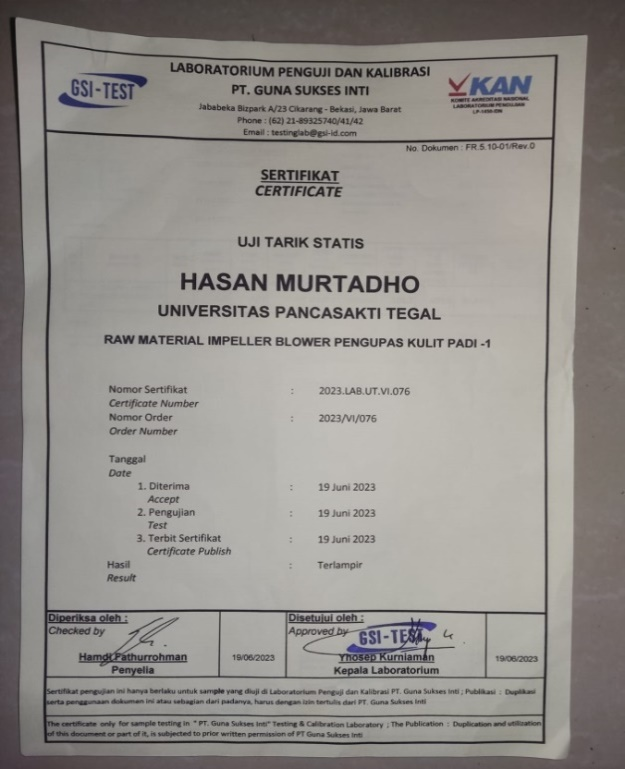 GSI-TEST
LABORATORIUM PENGUJI DAN KALIBRASI
PT. GUNA SUKSES INTI
Jababeka Bizpark A/23 Cikarang - Bekasi, Jawa Barat
Phone : (62) 21-89325740/41/42
Email : testinglab@gsi-id.com
KAN
KOMITE AKREDITASI NASIONAL
LABORATORIUM PENGUJIAN
No. Dokumen : FR.5.10-01/Rev.0
SERTIFIKAT
CERTIFICATE
UJI TARIK STATIS
HASAN MURTADHO
UNIVERSITAS PANCASAKTI TEGAL
RAW MATERIAL IMPELLER BLOWER PENGUPAS KULIT PADI -1
Nomor Sertifikat : 2023.LAB.UT.VI.076
Certificate Number
Nomor Order : 2023/VI/076
Order Number
Tanggal
Date
1. Diterima : 19 Juni 2023
Accept
2. Pengujian : 19 Juni 2023
Test
3. Terbit Sertifikat : 19 Juni 2023
Certificate Publish
Hasil : Terlampir
Result
Diperiksa oleh :
Checked by
Hamdi Fathurrohman
Penyelia
19/06/2023
Disetujui oleh :
Approved by
GSI-TEST
Yhosep Kurniaman
Kepala Laboratorium
19/06/2023
Sertifikat pengujian ini hanya berlaku untuk sample yang diuji di Laboratorium Penguji dan Kalibrasi PT. Guna Sukses Inti ; Publikasi : Duplikasi
serta penggunaan dokumen ini atau sebagian dari padanya, harus dengan izin tertulis dari PT. Guna Sukses Inti
The certificate only for sample testing in " PT. Guna Sukses Inti" Testing & Calibration Laboratory ; The Publication : Duplication and utilization
of this document or part of it, is subjected to prior written permission of PT Guna Sukses Inti